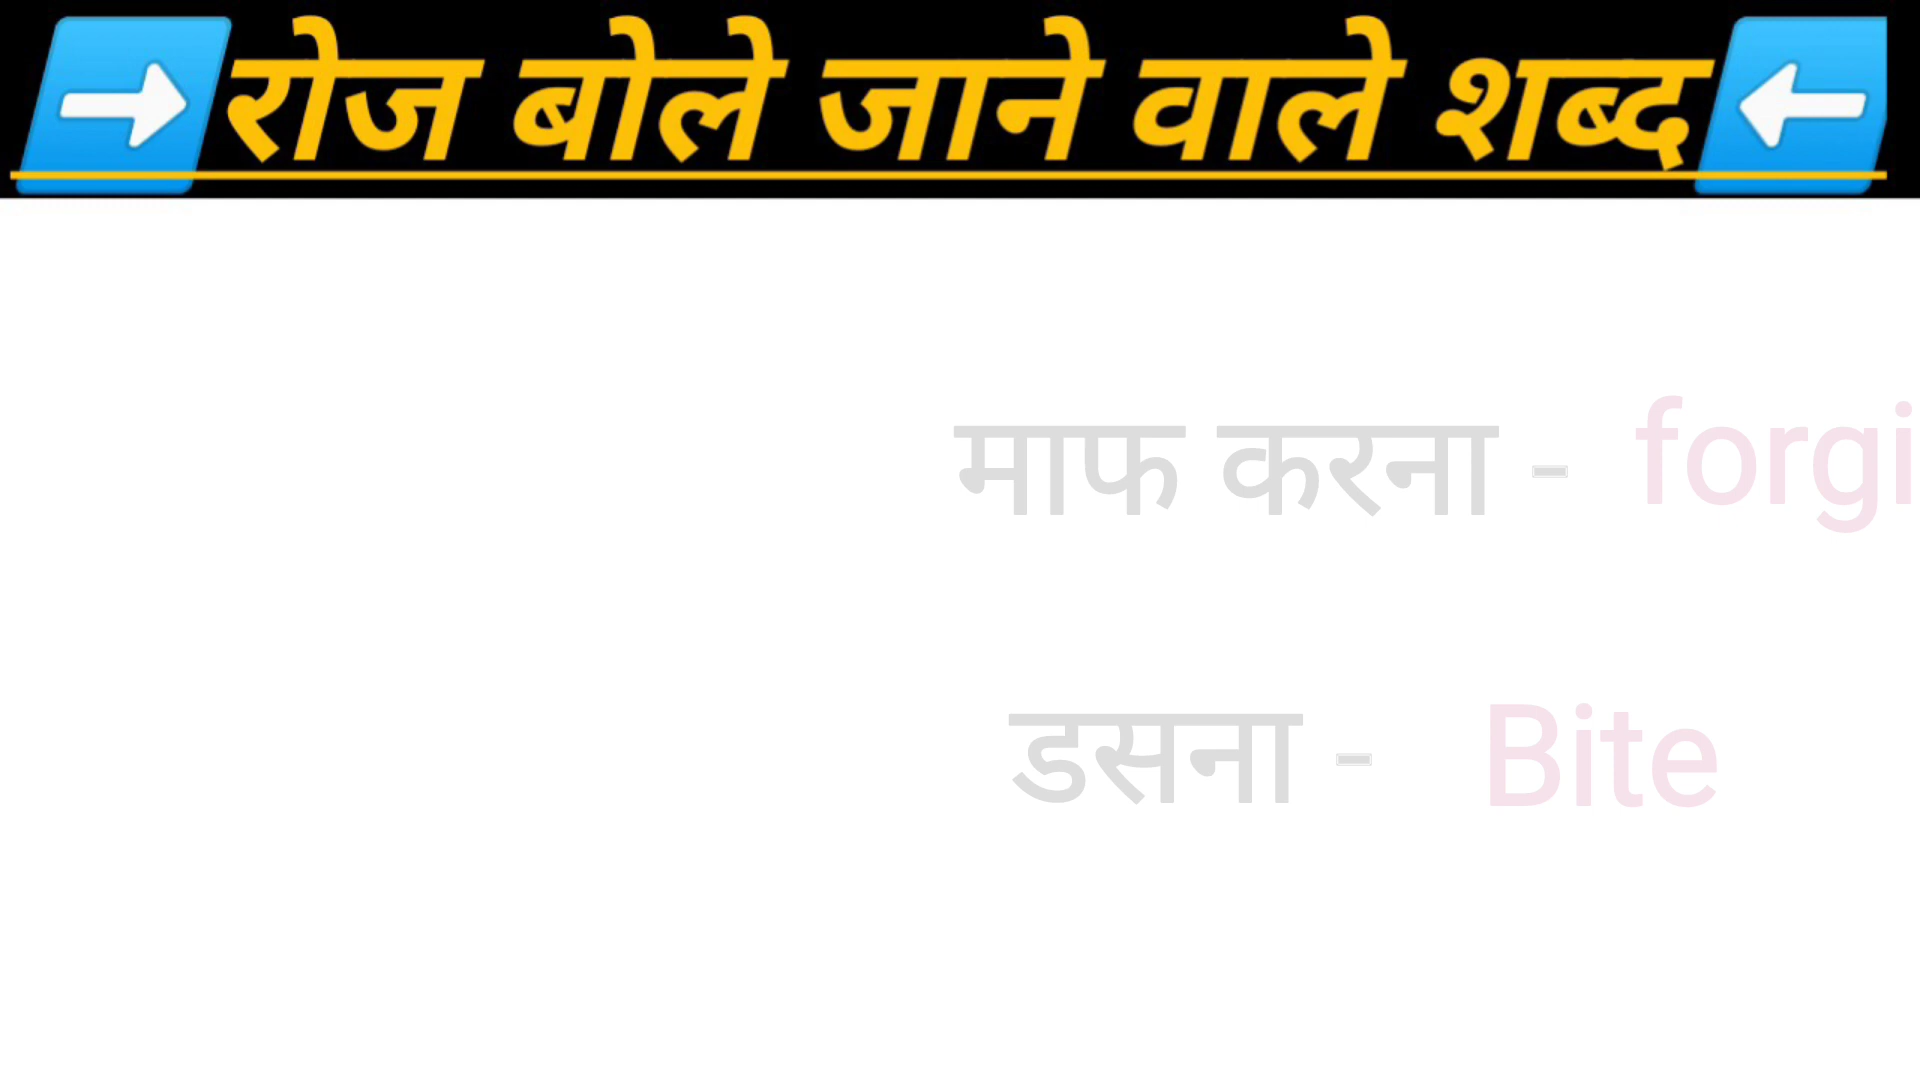 रोज बोले जाने वाले शब्द
माफ करना - forgi
डसना - Bite